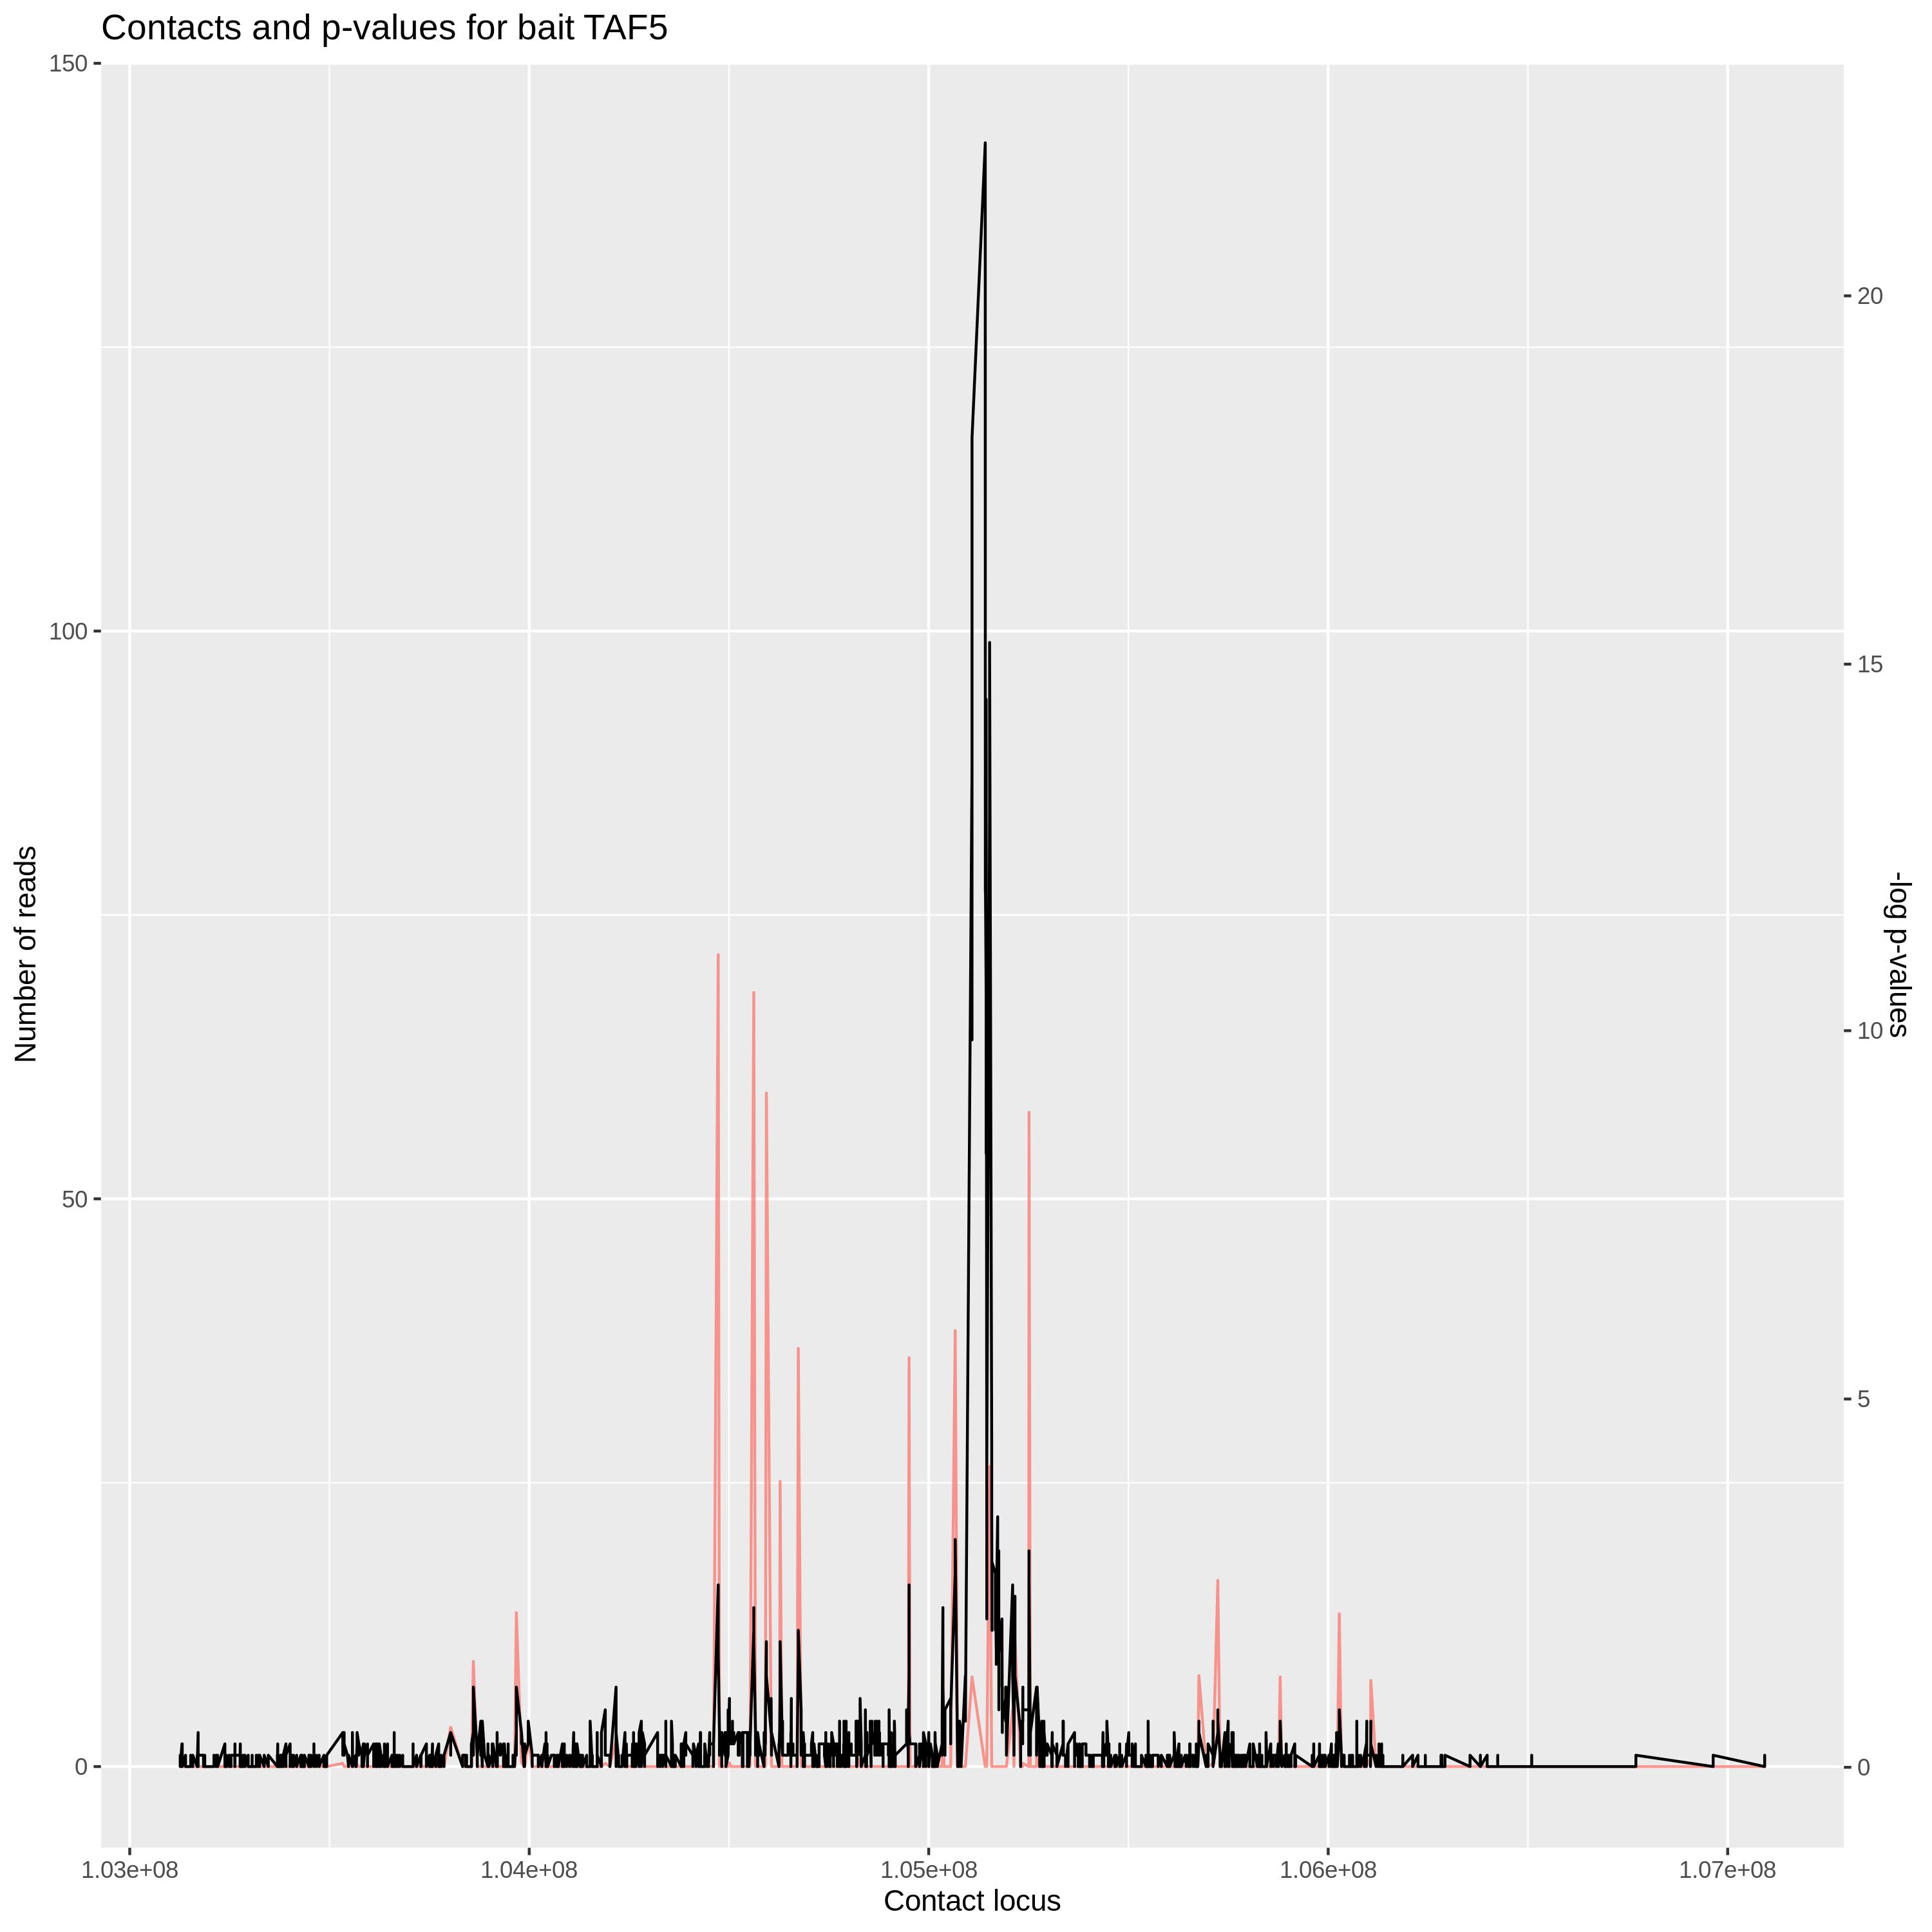 Contacts and p-values for bait TAF5
150
100
50
0
Number of reads
20
15
10
5
0
-log p-values
1.03e+08
1.04e+08
1.05e+08
1.06e+08
1.07e+08
Contact locus